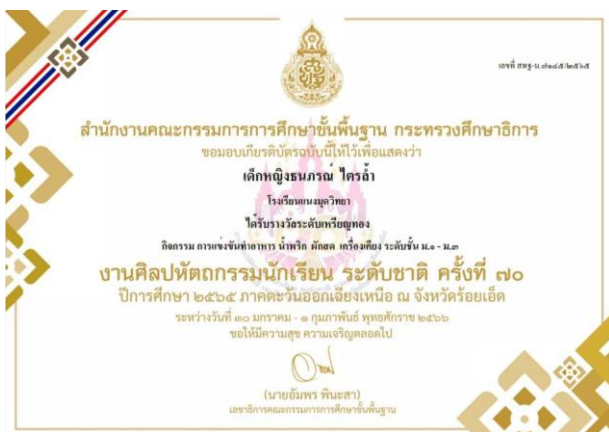 เลขที่ สพฐ-ม.๗๑๔๕/๒๕๖๕
สำนักงานคณะกรรมการการศึกษาขั้นพื้นฐาน กระทรวงศึกษาธิการ
ขอมอบเกียรติบัตรฉบับนี้ให้ไว้เพื่อแสดงว่า
เด็กหญิงธนภรณ์ ไตรล้ำ
โรงเรียนแนงมุดวิทยา
ได้รับรางวัลระดับเหรียญทอง
กิจกรรม การแข่งขันทำอาหาร น้ำพริก ผักสด เครื่องเคียง ระดับชั้น ม.๑ - ม.๓
งานศิลปหัตถกรรมนักเรียน ระดับชาติ ครั้งที่ ๗๐
ปีการศึกษา ๒๕๖๕ ภาคตะวันออกเฉียงเหนือ ณ จังหวัดร้อยเอ็ด
ระหว่างวันที่ ๓๐ มกราคม - ๑ กุมภาพันธ์ พุทธศักราช ๒๕๖๖
ขอให้มีความสุข ความเจริญตลอดไป
(นายอัมพร พินะสา)
เลขาธิการคณะกรรมการการศึกษาขั้นพื้นฐาน